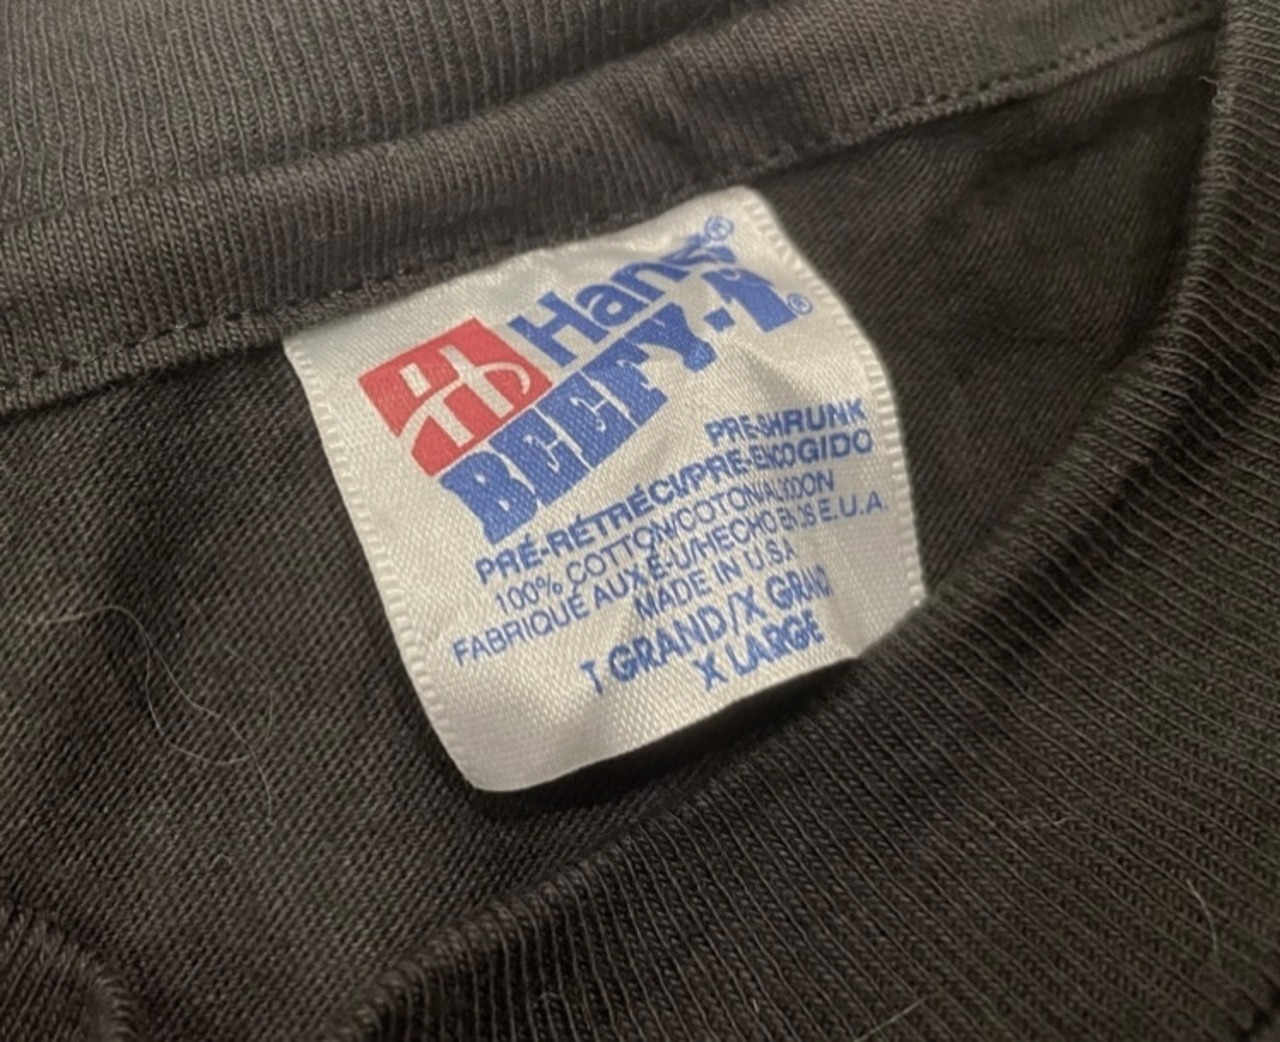 Hanes®
BEEFY-T®
PRE-SHRUNK
PRÉ-RÉTRÉCI/PRE-ENCOGIDO
100% COTTON/COTON/ALGODON
FABRIQUÉ AUX É-U/HECHO EN LOS E.U.A.
MADE IN U.S.A.
T GRAND/X GRAND
X LARGE